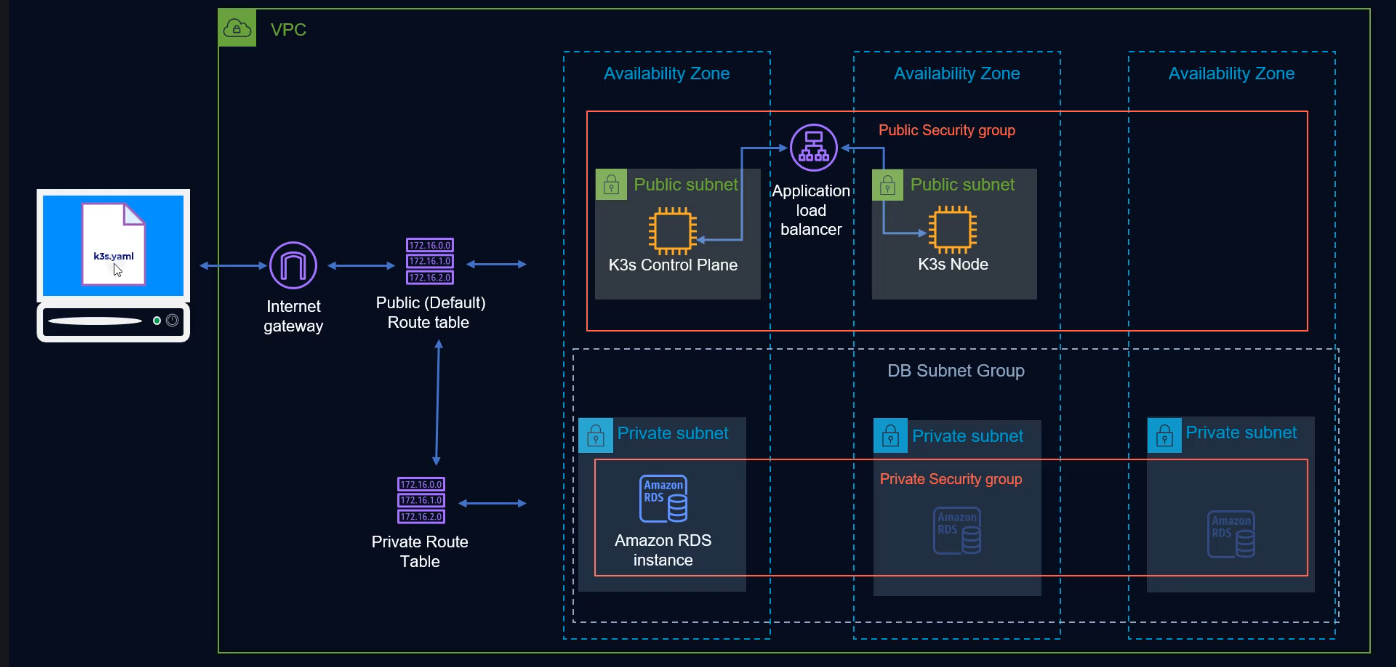 VPC
Availability Zone
Availability Zone
Availability Zone
Public Security group
Public subnet
Public subnet
Application
load
balancer
K3s Control Plane
K3s Node
k3s.yaml
172.16.0.0
172.16.1.0
172.16.2.0
Internet
gateway
Public (Default)
Route table
DB Subnet Group
Private subnet
Private subnet
Private subnet
Private Security group
Amazon
RDS
Amazon RDS
instance
Amazon
RDS
Amazon
RDS
172.16.0.0
172.16.1.0
172.16.2.0
Private Route
Table